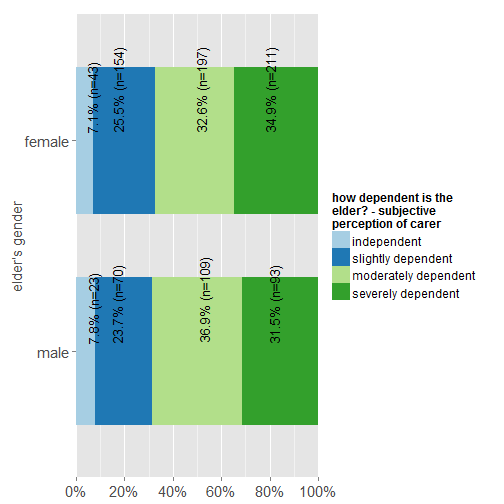 7.1% (n=43)
25.5% (n=154)
32.6% (n=197)
34.9% (n=211)
female
7.8% (n=23)
23.7% (n=70)
36.9% (n=109)
31.5% (n=93)
male
elder's gender
0%
20%
40%
60%
80%
100%
how dependent is the
elder? - subjective
perception of carer
independent
slightly dependent
moderately dependent
severely dependent